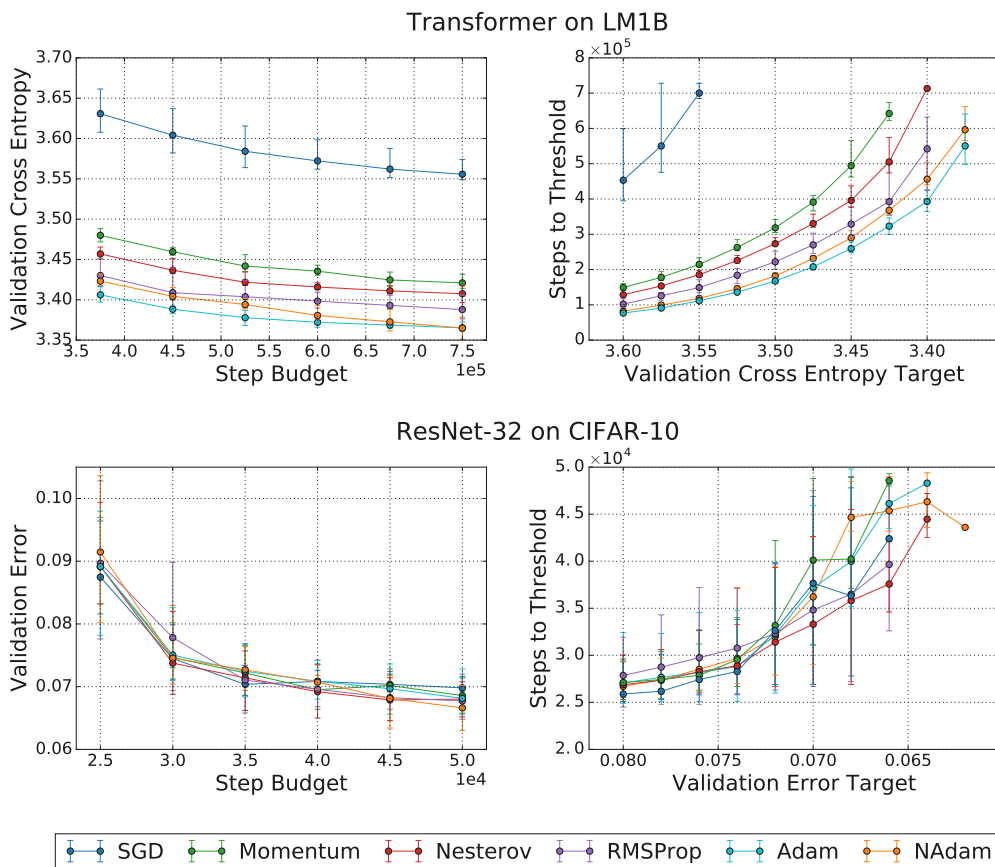 Transformer on LM1B
Validation Cross Entropy
3.70
3.65
3.60
3.55
3.50
3.45
3.40
3.35
3.5 4.0 4.5 5.0 5.5 6.0 6.5 7.0 7.5
1e5
Step Budget
×10⁵
Steps to Threshold
8
7
6
5
4
3
2
1
0
3.60 3.55 3.50 3.45 3.40
Validation Cross Entropy Target
ResNet-32 on CIFAR-10
Validation Error
0.10
0.09
0.08
0.07
0.06
2.5 3.0 3.5 4.0 4.5 5.0
1e4
Step Budget
×10⁴
Steps to Threshold
5.0
4.5
4.0
3.5
3.0
2.5
2.0
0.080 0.075 0.070 0.065
Validation Error Target
SGD Momentum Nesterov RMSProp Adam NAdam